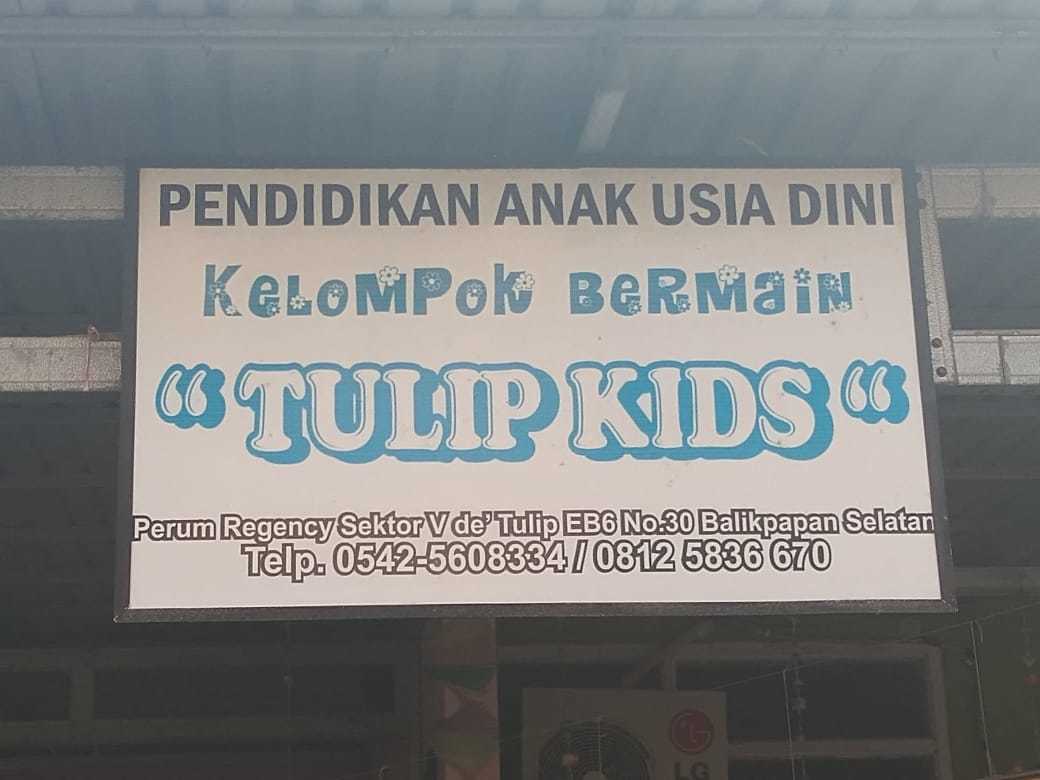 PENDIDIKAN ANAK USIA DINI
KeLoMPoK BeRMaiN
“ TULIP KIDS “
Perum Regency Sektor V de’ Tulip EB6 No.30 Balikpapan Selatan
Telp. 0542-5608334 / 0812 5836 670
LG